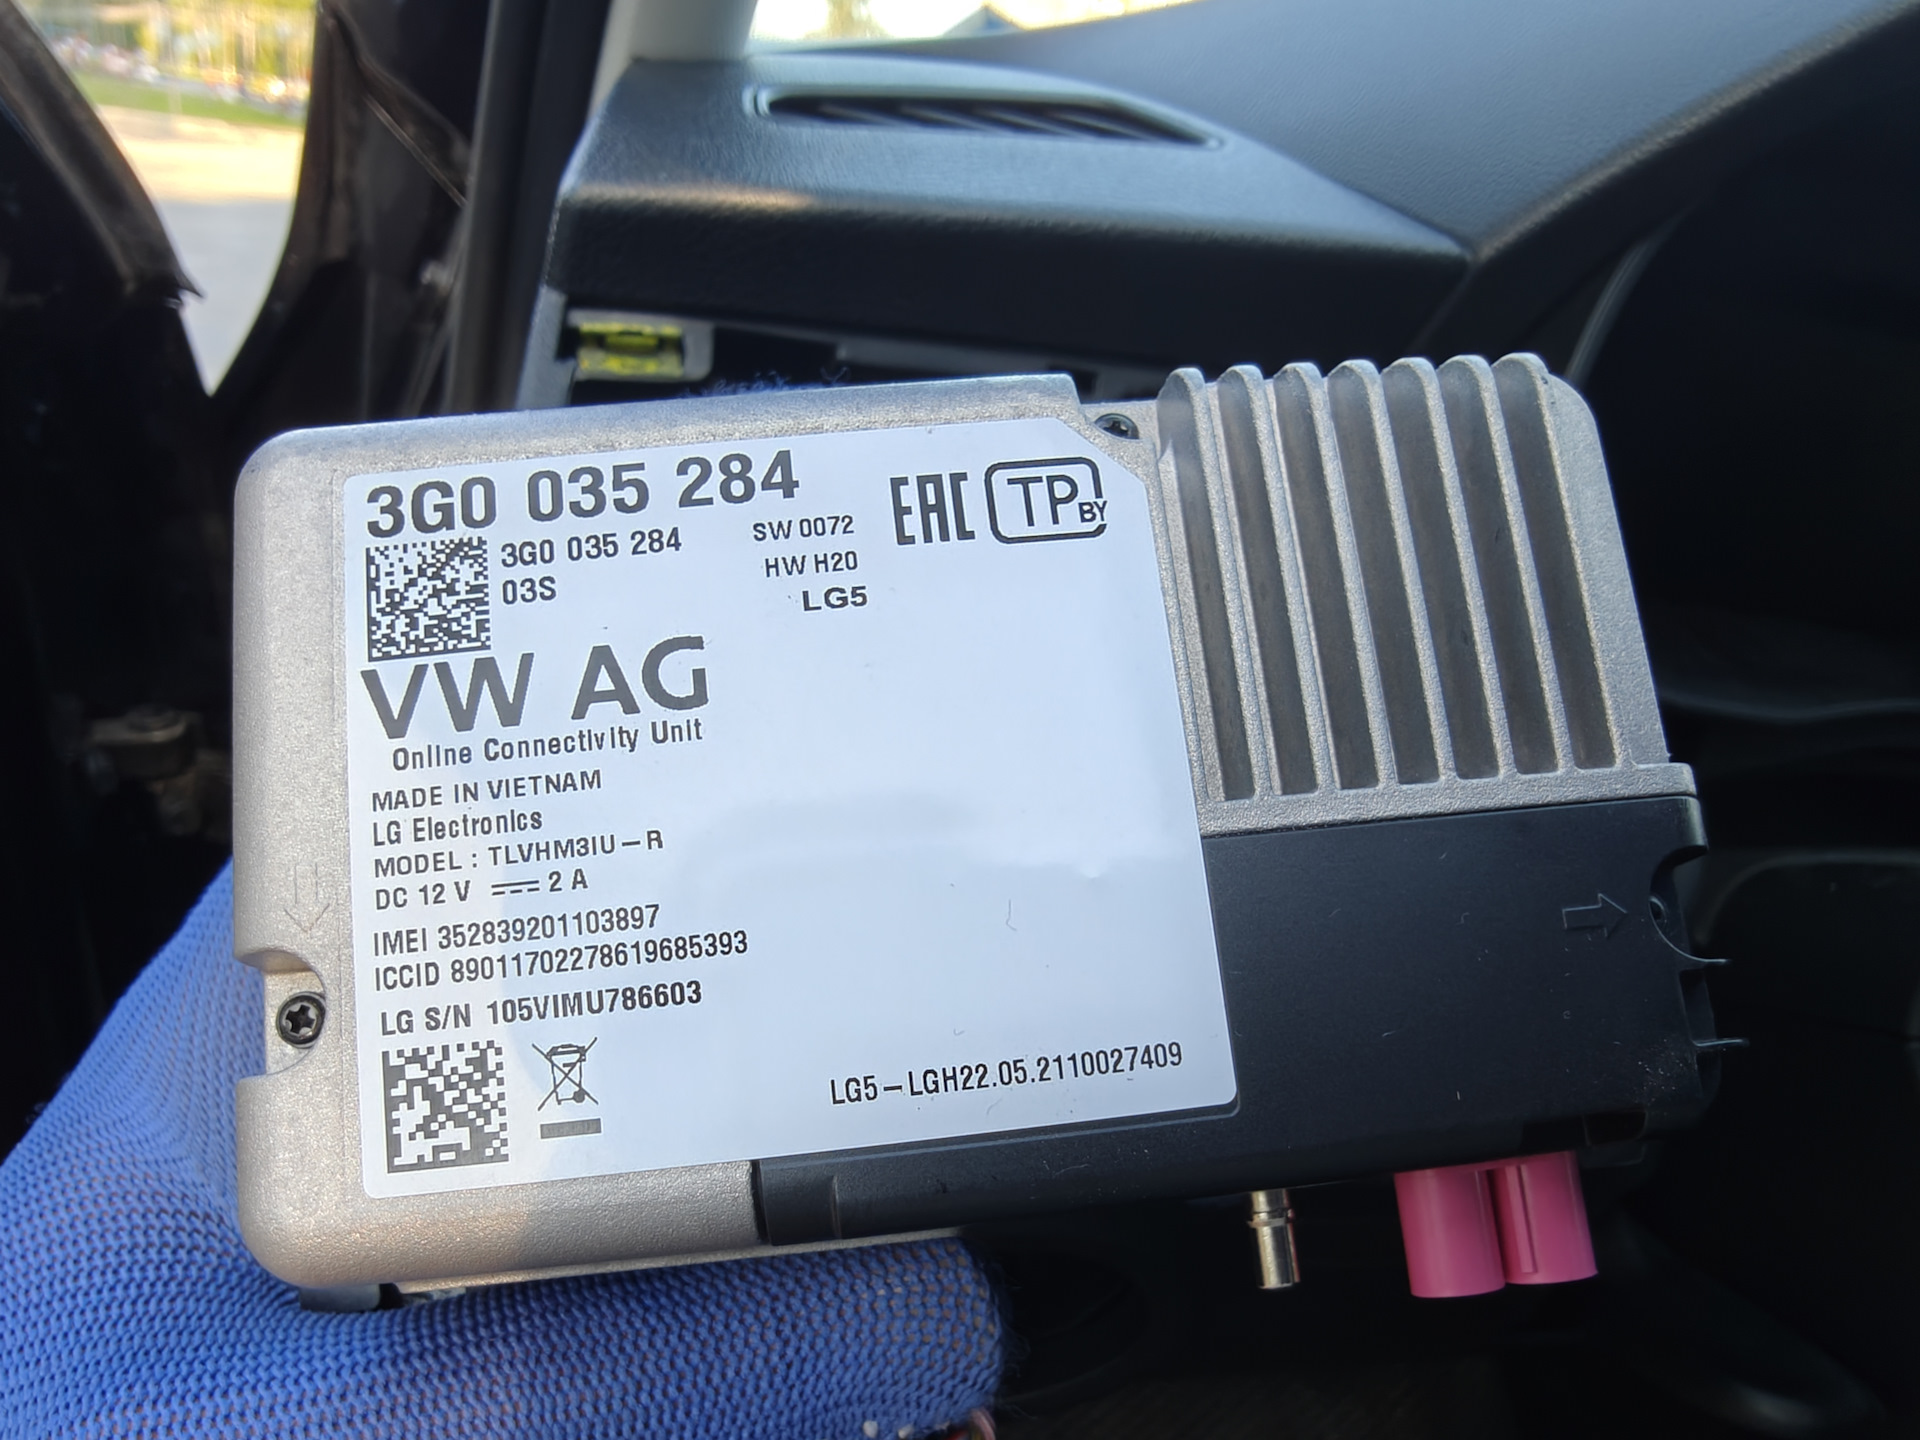 3G0 035 284
3G0 035 284
03S
SW 0072
HW H20
LG5
EAC TP BY
VW AG
Online Connectivity Unit
MADE IN VIETNAM
LG Electronics
MODEL : TLVHM3IU-R
DC 12 V ⎓ 2 A
IMEI 352839201103897
ICCID 89011702278619685393
LG S/N 105VIMU786603
LG5-LGH22.05.2110027409